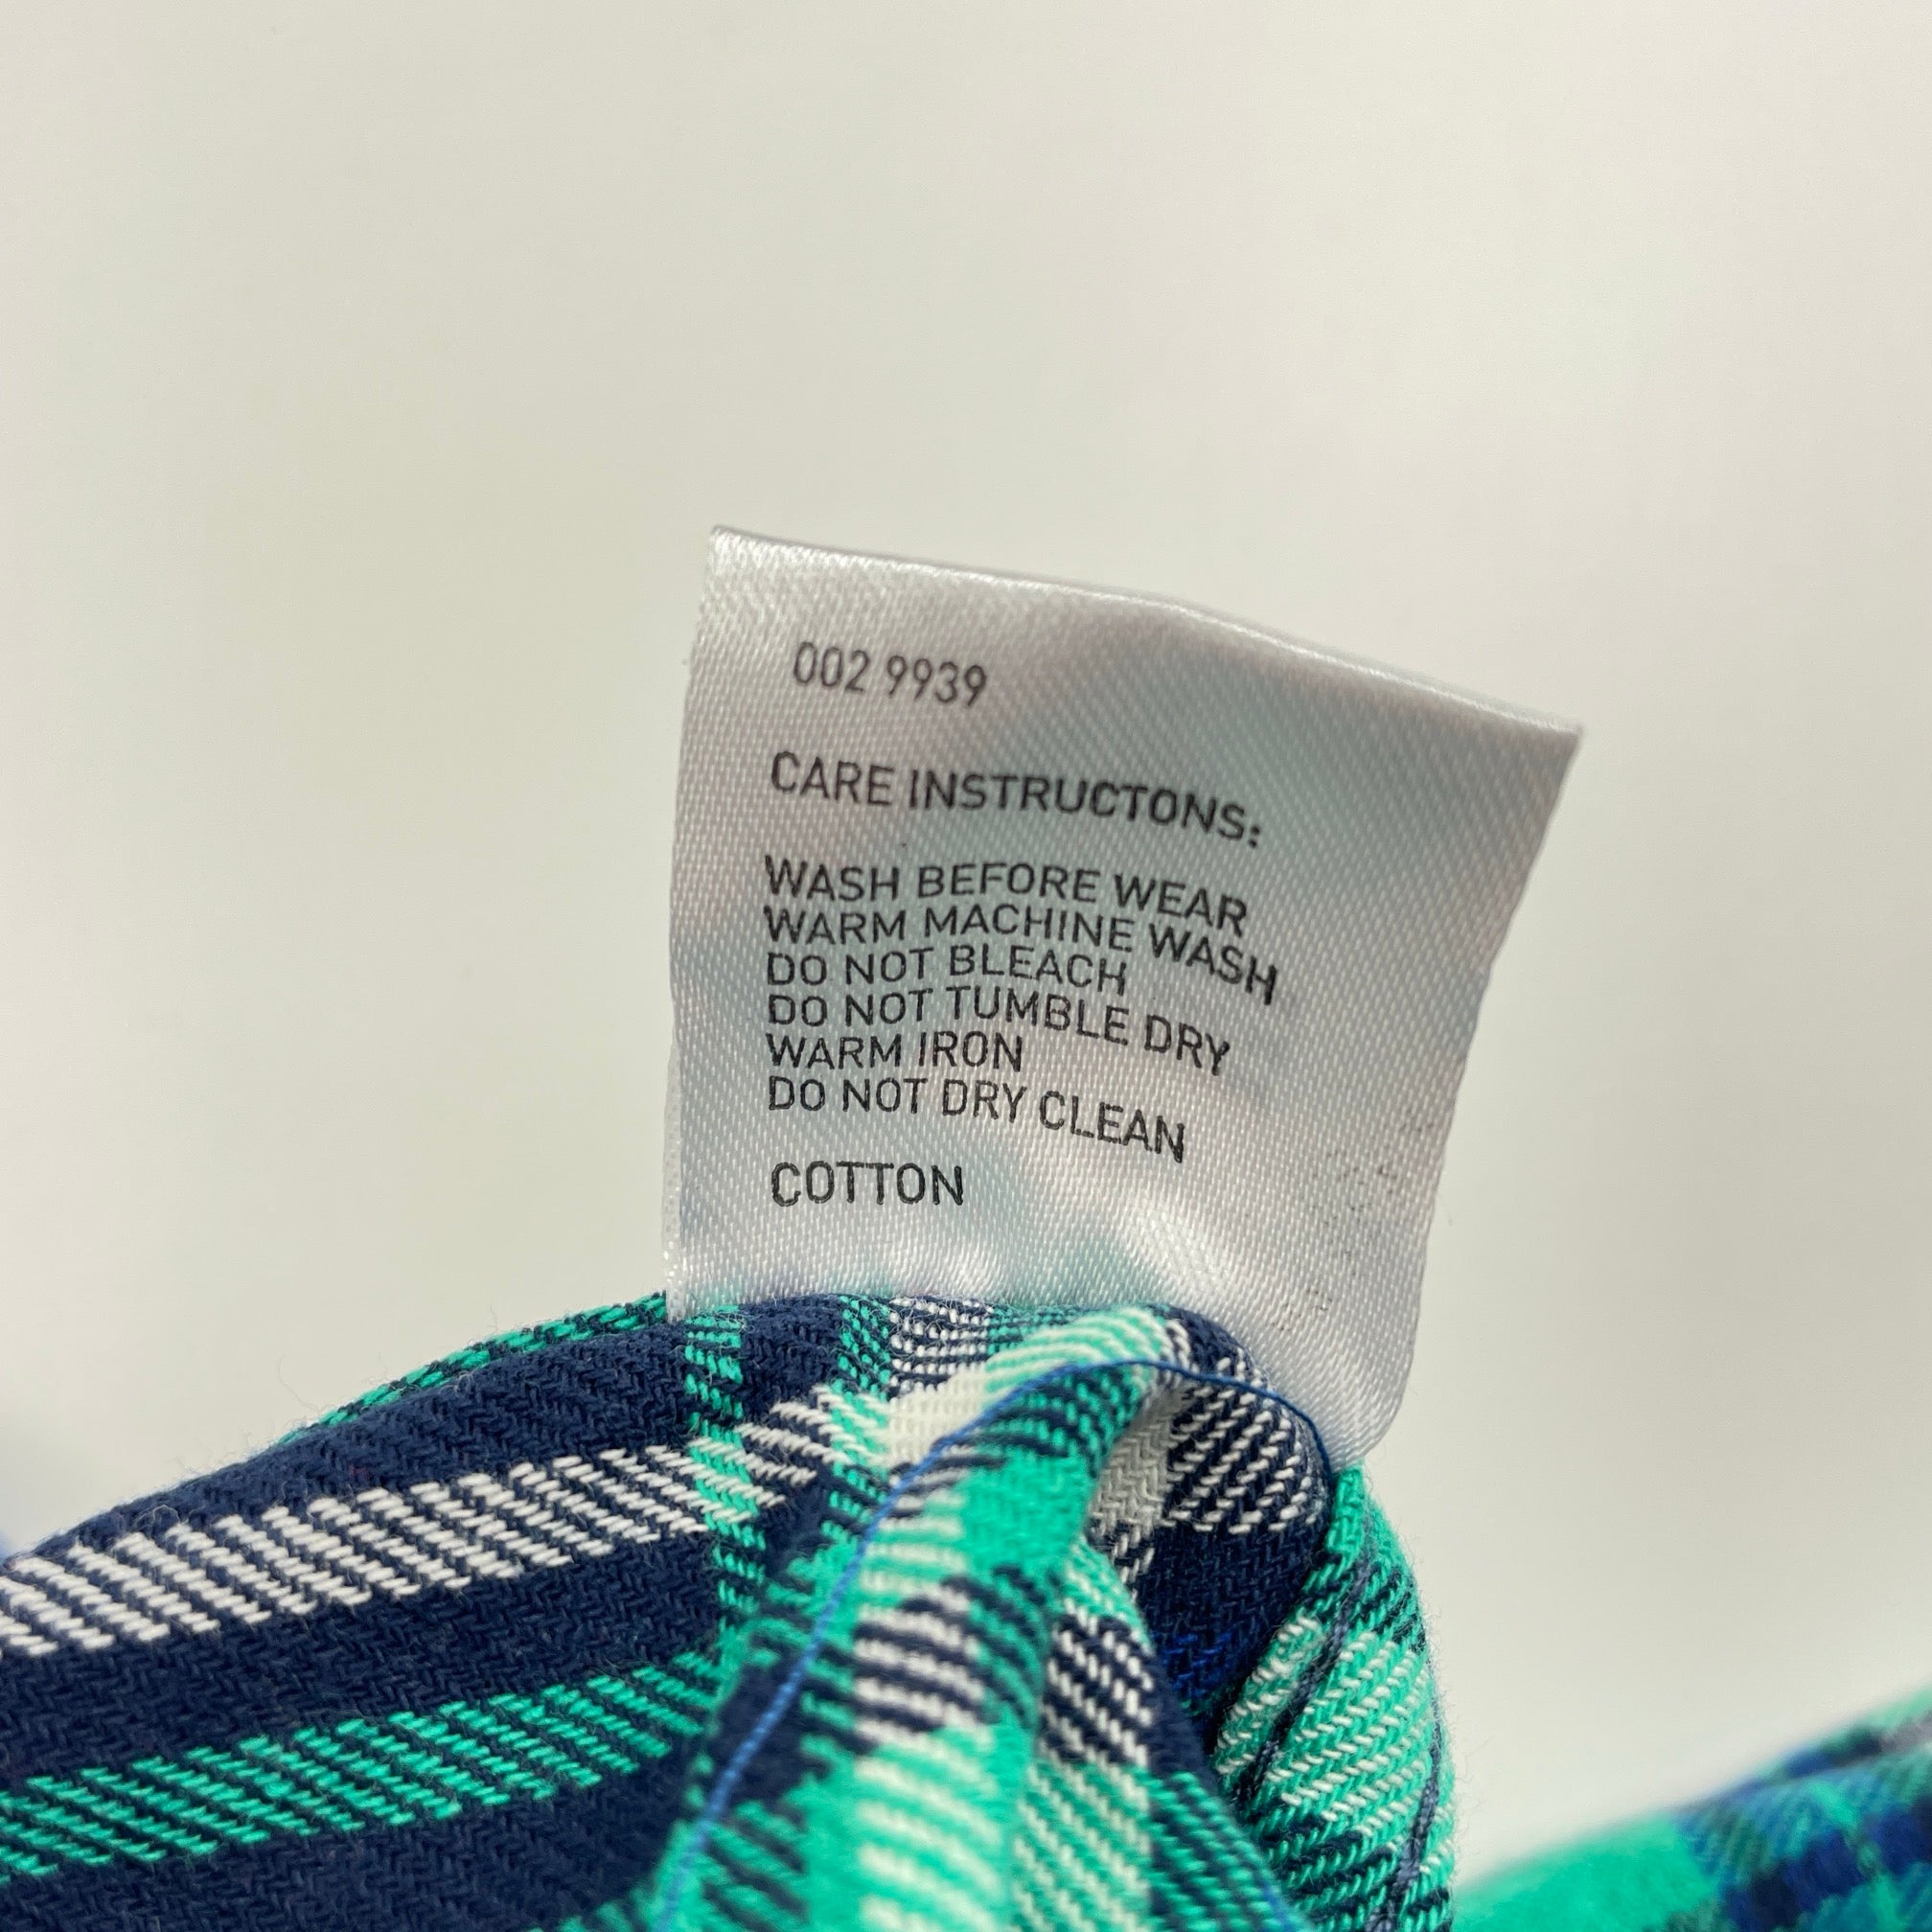 002 9939
CARE INSTRUCTONS:
WASH BEFORE WEAR
WARM MACHINE WASH
DO NOT BLEACH
DO NOT TUMBLE DRY
WARM IRON
DO NOT DRY CLEAN
COTTON